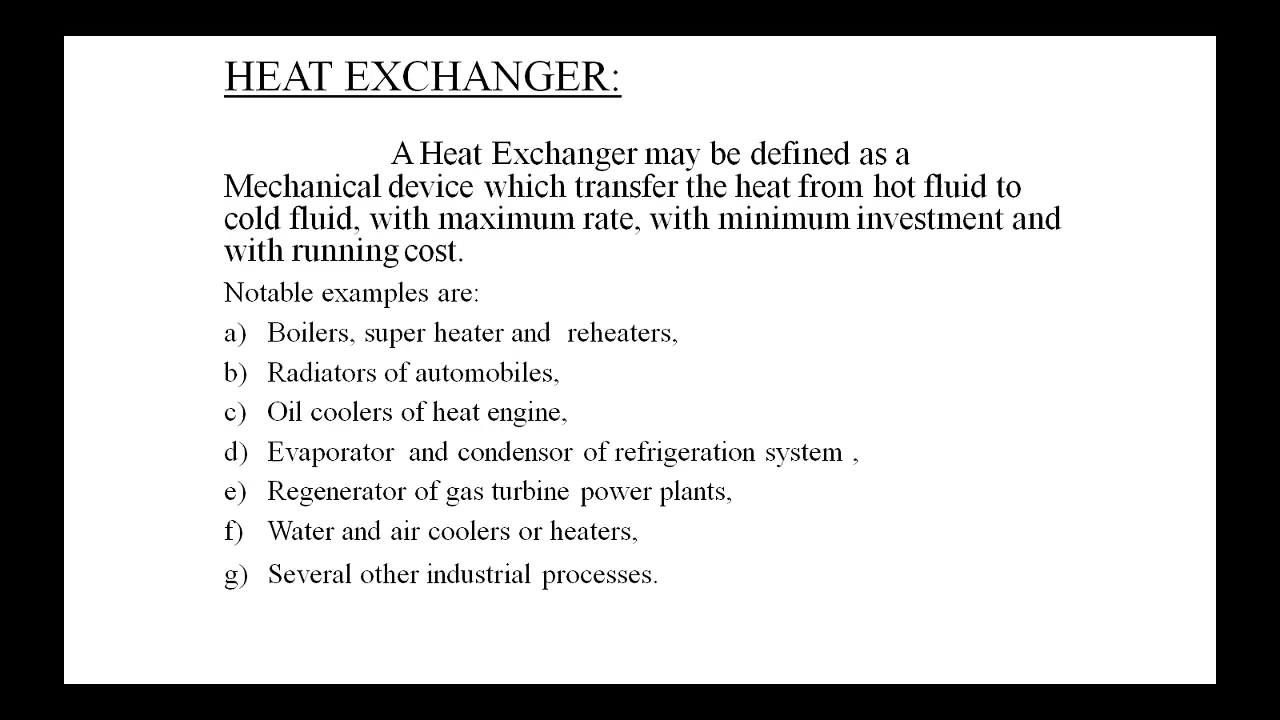 HEAT EXCHANGER:
A Heat Exchanger may be defined as a
Mechanical device which transfer the heat from hot fluid to
cold fluid, with maximum rate, with minimum investment and
with running cost.
Notable examples are:
a) Boilers, super heater and reheaters,
b) Radiators of automobiles,
c) Oil coolers of heat engine,
d) Evaporator and condensor of refrigeration system ,
e) Regenerator of gas turbine power plants,
f) Water and air coolers or heaters,
g) Several other industrial processes.